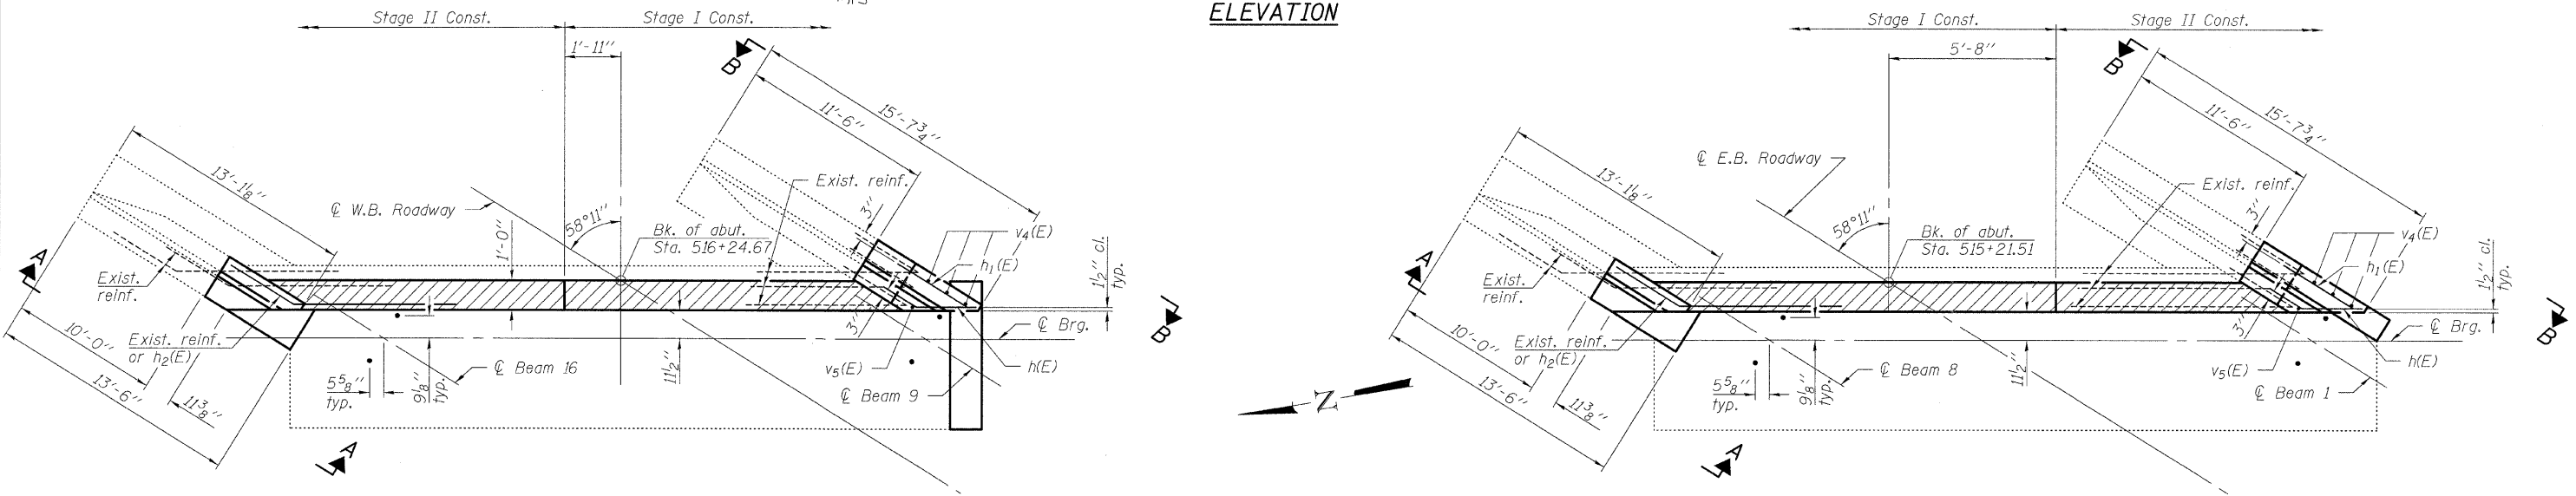 ELEVATION
Stage II Const.
Stage I Const.
1'-11"
B
15'-7¾"
11'-6"
13'-1⅛"
Exist. reinf.
3"
℄ W.B. Roadway
58°11"
1'-0"
Bk. of abut.
Sta. 516+24.67
v4(E)
h1(E)
1½" cl.
typ.
A
Exist.
reinf.
10'-0"
Exist. reinf.
or h2(E)
13'-6"
11⅜"
5⅝"
typ.
9⅛"
typ.
℄ Beam 16
11½"
3"
v5(E)
℄ Beam 9
h(E)
℄ Brg.
B
A
Z
Stage I Const.
Stage II Const.
5'-8"
B
15'-7¾"
11'-6"
℄ E.B. Roadway
13'-1⅛"
Exist. reinf.
3"
58°11"
Bk. of abut.
Sta. 515+21.51
v4(E)
h1(E)
1½" cl.
typ.
A
Exist.
reinf.
10'-0"
Exist. reinf.
or h2(E)
13'-6"
11⅜"
5⅝"
typ.
9⅛"
typ.
℄ Beam 8
11½"
3"
v5(E)
℄ Beam 1
h(E)
℄ Brg.
B
A